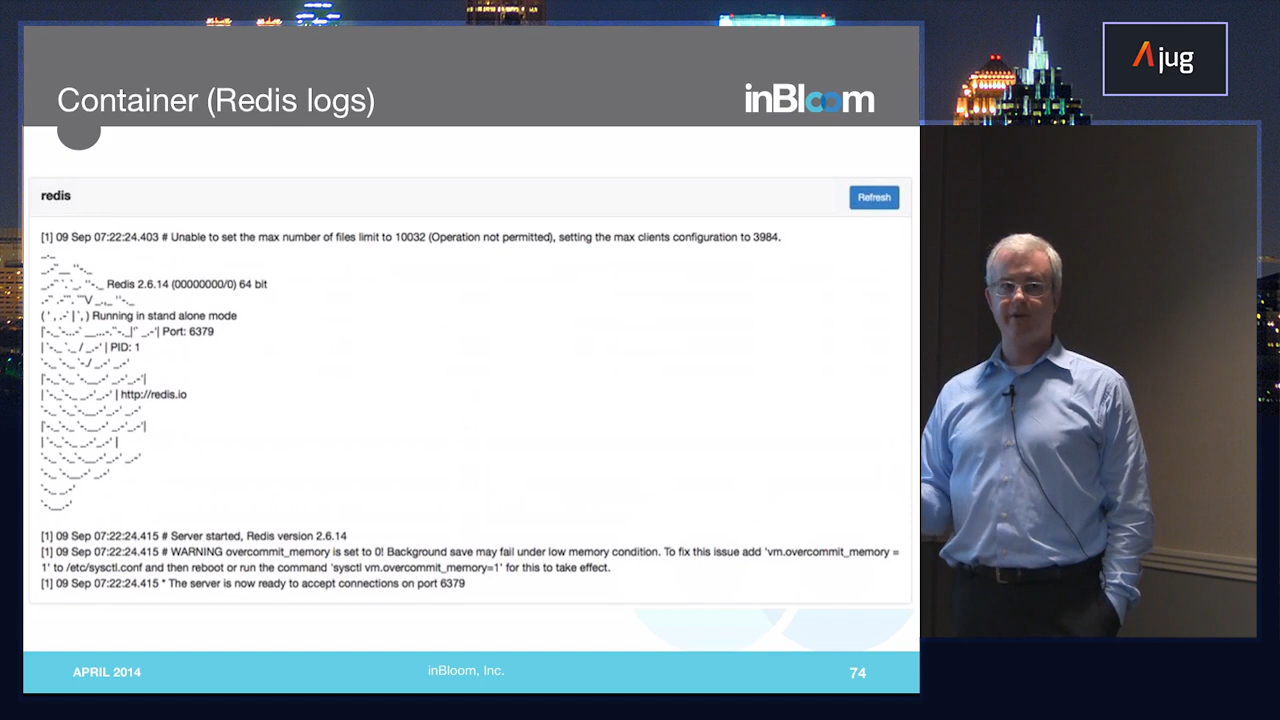 Container (Redis logs)
inBloom
Ajug
redis
Refresh
[1] 09 Sep 07:22:24.403 # Unable to set the max number of files limit to 10032 (Operation not permitted), setting the max clients configuration to 3984.
Redis 2.6.14 (00000000/0) 64 bit
Running in stand alone mode
Port: 6379
PID: 1
http://redis.io
[1] 09 Sep 07:22:24.415 # Server started, Redis version 2.6.14
[1] 09 Sep 07:22:24.415 # WARNING overcommit_memory is set to 0! Background save may fail under low memory condition. To fix this issue add 'vm.overcommit_memory =
1' to /etc/sysctl.conf and then reboot or run the command 'sysctl vm.overcommit_memory=1' for this to take effect.
[1] 09 Sep 07:22:24.415 * The server is now ready to accept connections on port 6379
APRIL 2014
inBloom, Inc.
74